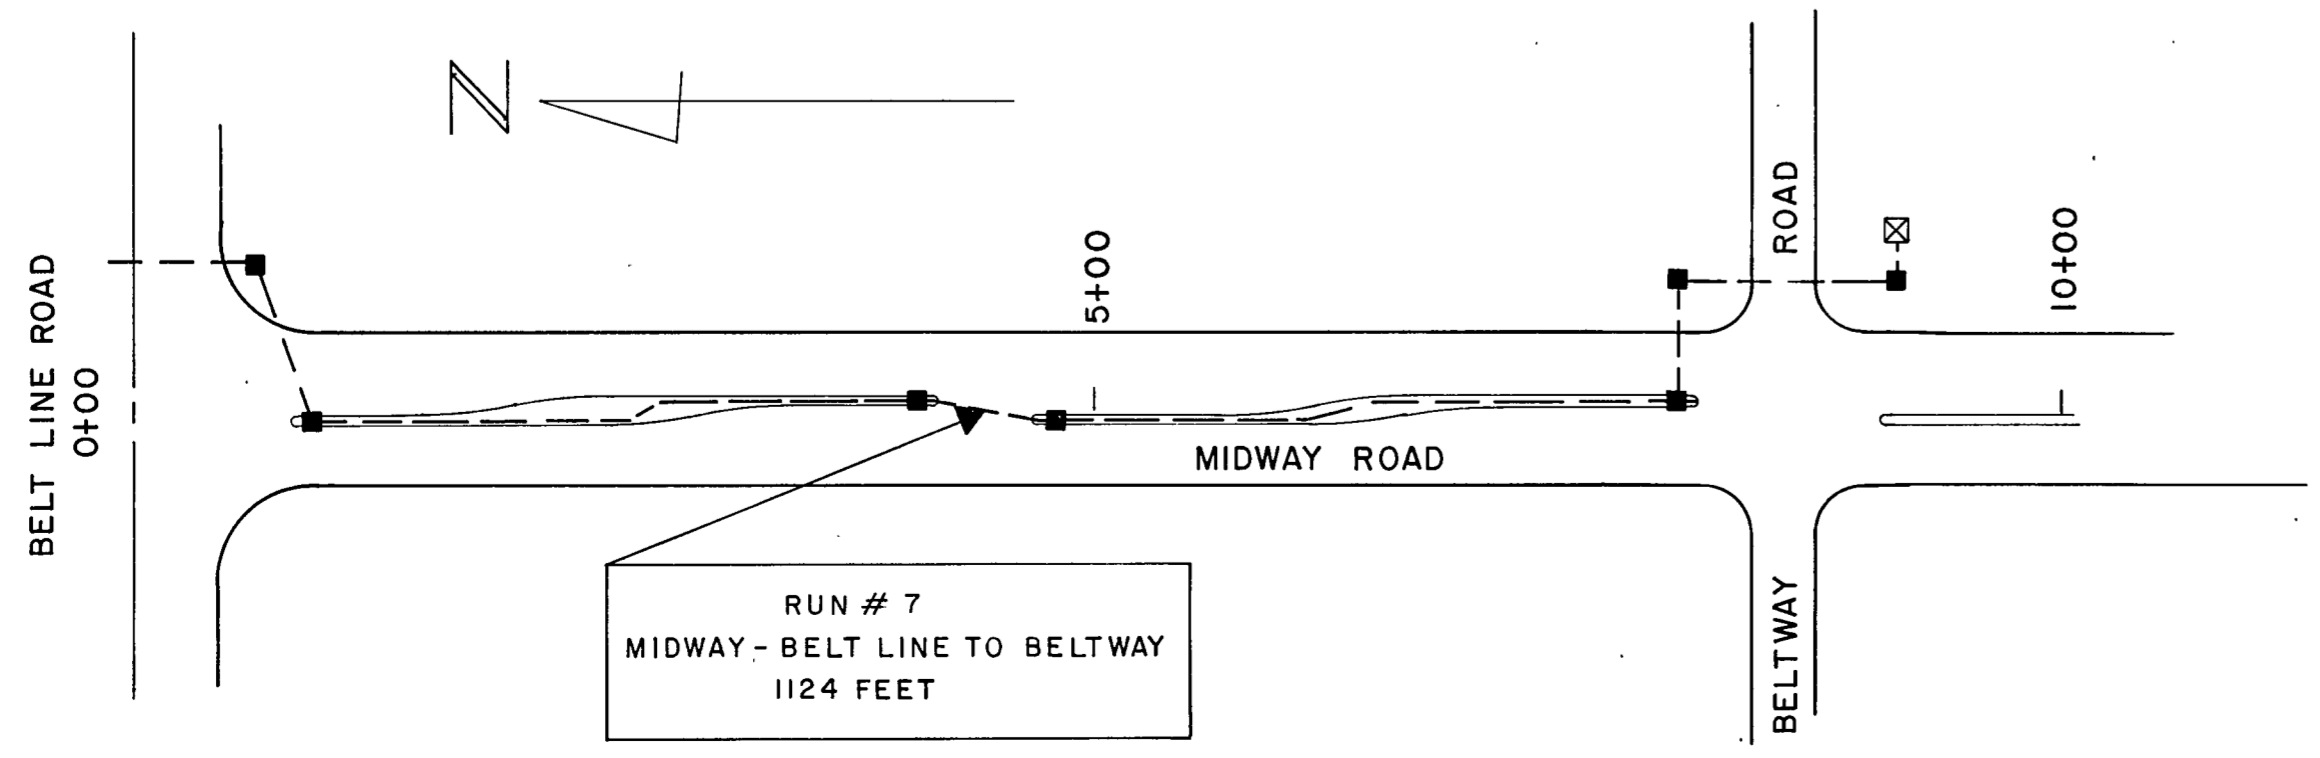 N
BELT LINE ROAD
0+00
5+00
ROAD
10+00
MIDWAY ROAD
BELTWAY
RUN # 7
MIDWAY - BELT LINE TO BELTWAY
1124 FEET